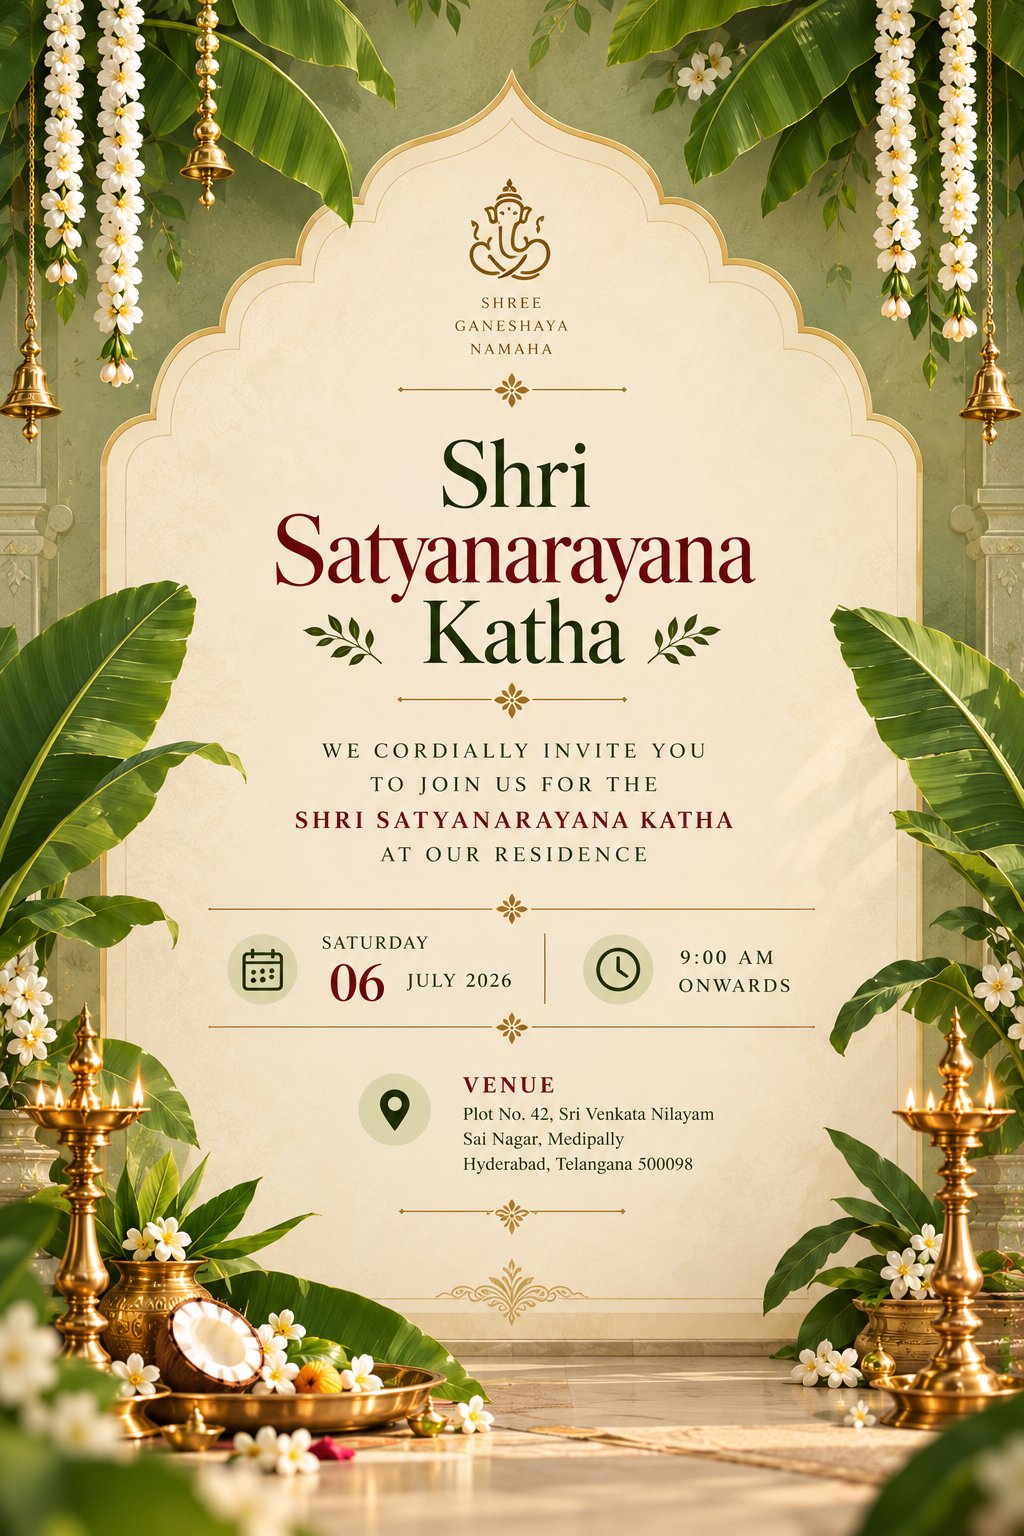 SHREE
GANESHAYA
NAMAHA
Shri
Satyanarayana
Katha
WE CORDIALLY INVITE YOU
TO JOIN US FOR THE
SHRI SATYANARAYANA KATHA
AT OUR RESIDENCE
SATURDAY
06 JULY 2026
9:00 AM
ONWARDS
VENUE
Plot No. 42, Sri Venkata Nilayam
Sai Nagar, Medipally
Hyderabad, Telangana 500098